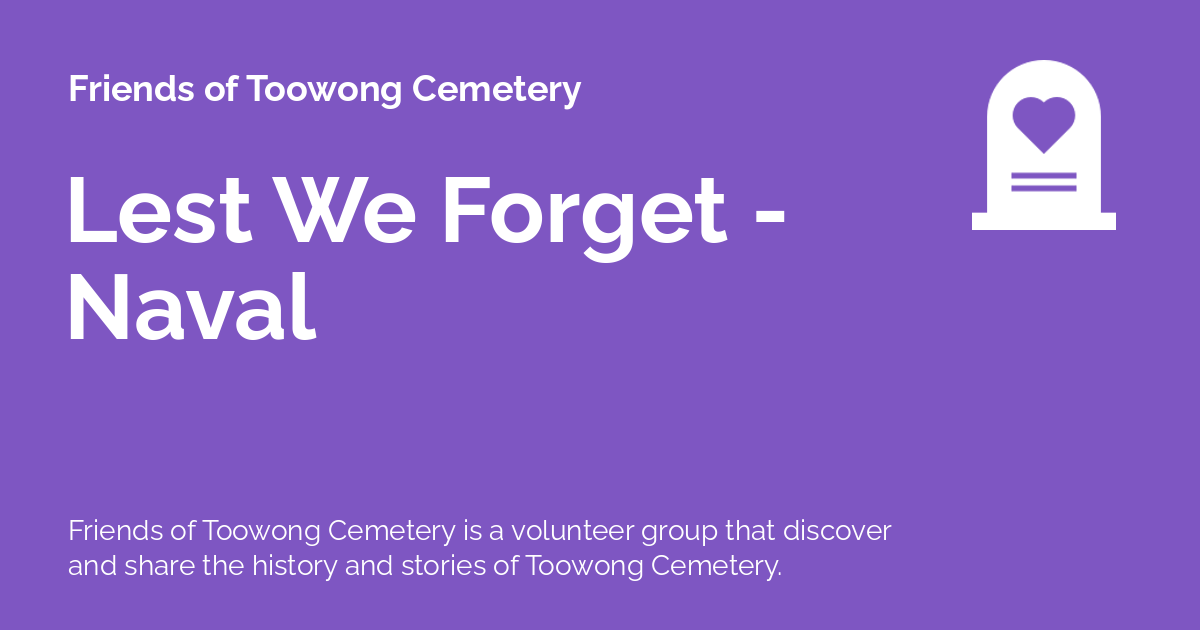 Friends of Toowong Cemetery
Lest We Forget -
Naval
Friends of Toowong Cemetery is a volunteer group that discover
and share the history and stories of Toowong Cemetery.